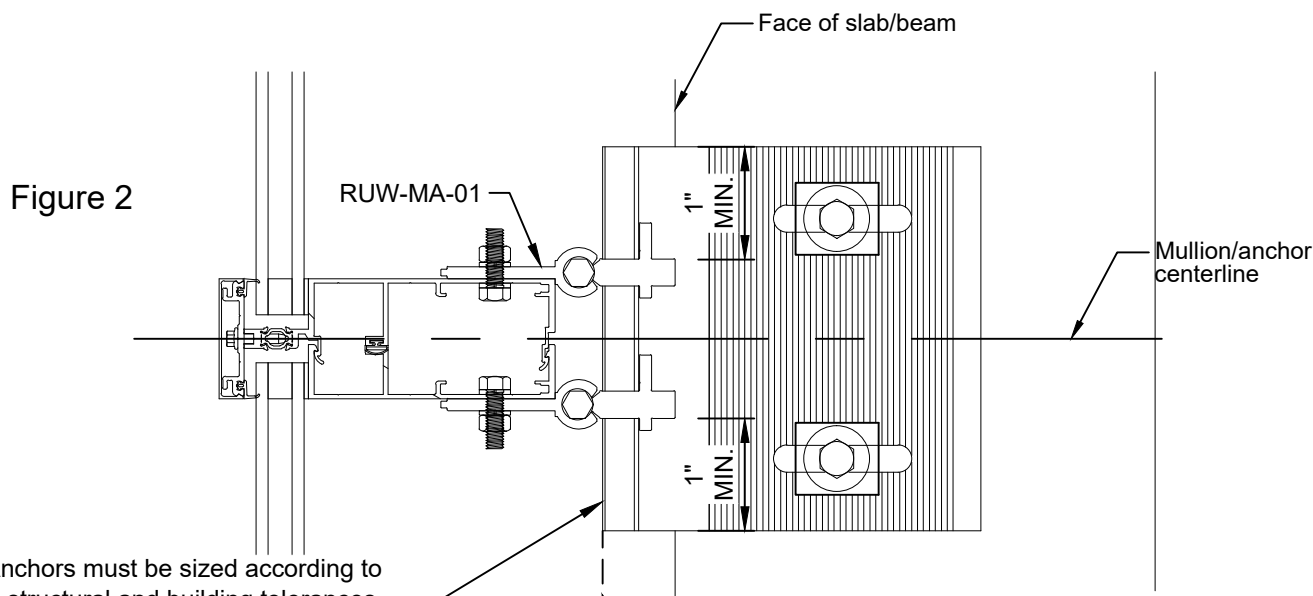 Face of slab/beam
Figure 2
RUW-MA-01
1"
MIN.
Mullion/anchor
centerline
1"
MIN.
anchors must be sized according to
structural and building tolerances